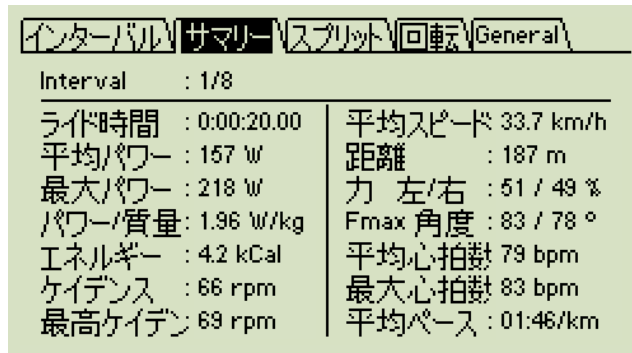 インターバル サマリー スプリット 回転 General
Interval : 1/8
ライド時間 : 0:00:20.00
平均パワー : 157 W
最大パワー : 218 W
パワー/質量 : 1.96 W/kg
エネルギー : 4.2 kCal
ケイデンス : 66 rpm
最高ケイデン 69 rpm
平均スピード 33.7 km/h
距離 : 187 m
力 左/右 : 51 / 49 %
Fmax 角度 : 83 / 78 º
平均心拍数 79 bpm
最大心拍数 83 bpm
平均ペース : 01:46/km